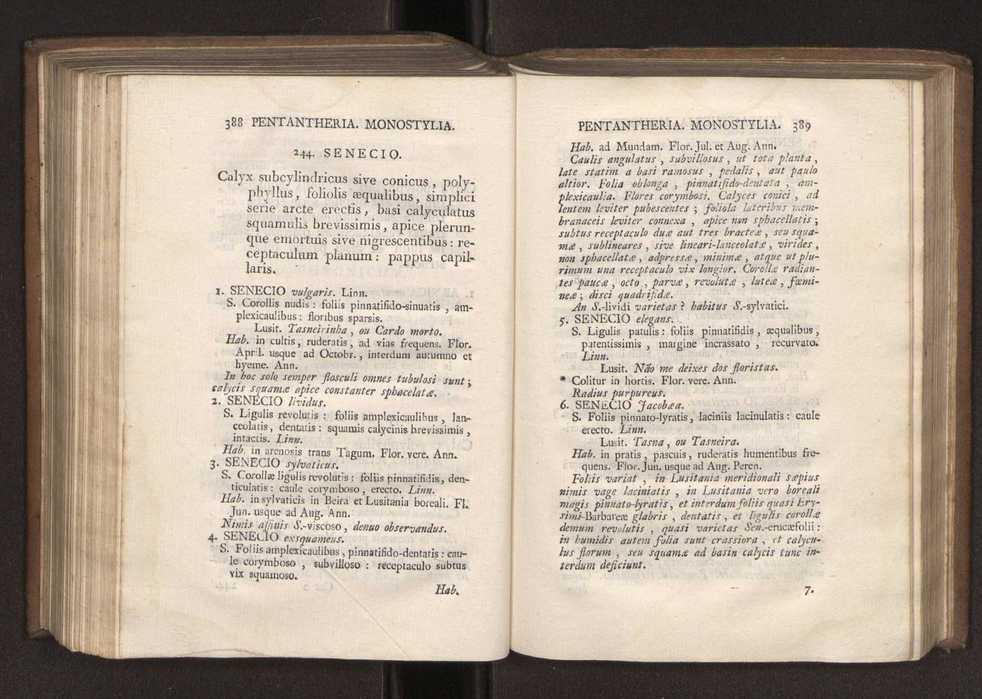 388 PENTANTHERIA. MONOSTYLIA.
244. SENECIO.
Calyx subcylindricus sive conicus, poly-
phyllus, foliolis æqualibus, simplici
serie arcte erectis, basi calyculatus
squamulis brevissimis, apice plerun-
que emortuis sive nigrescentibus: re-
ceptaculum planum: pappus capil-
laris.
1. SENECIO vulgaris. Linn.
S. Corollis nudis: foliis pinnatifido-sinuatis, am-
plexicaulibus: floribus sparsis.
Lusit. Tasneirinha, ou Cardo morto.
Hab. in cultis, ruderatis, ad vias frequens. Flor.
April. usque ad Octobr., interdum autumno et
hyeme. Ann.
In hoc solo semper flosculi omnes tubulosi sunt;
calycis squamæ apice constanter sphacelatæ.
2. SENECIO lividus.
S. Ligulis revolutis: foliis amplexicaulibus, lan-
ceolatis, dentatis: squamis calycinis brevissimis,
intactis. Linn.
Hab. in arenosis trans Tagum. Flor. vere. Ann.
3. SENECIO sylvaticus.
S. Corollæ ligulis revolutis: foliis pinnatifidis, den-
ticulatis: caule corymboso, erecto. Linn.
Hab. in sylvaticis in Beira et Lusitania boreali. Fl.
Jun. usque ad Aug. Ann.
Nimis affinis S.-viscoso, denuo observandus.
4. SENECIO exsquameus.
S. Foliis amplexicaulibus, pinnatifido-dentatis: cau-
le corymboso, subvilloso: receptaculo subtus
vix squamoso.
Hab.
PENTANTHERIA. MONOSTYLIA. 389
Hab. ad Mundam. Flor. Jul. et Aug. Ann.
Caulis angulatus, subvillosus, ut tota planta,
late statim a basi ramosus, pedalis, aut paulo
altior. Folia oblonga, pinnatifido-dentata, am-
plexicaulia. Flores corymbosi. Calyces conici, ad
lentem leviter pubescentes; foliola lateribus mem-
branaceis leviter connexa, apice non sphacellatis;
subtus receptaculo duæ aut tres bracteæ, seu squa-
mæ, sublineares, sive lineari-lanceolatæ, virides,
non sphacellatæ, adpressæ, minimæ, atque ut plu-
rimum una receptaculo vix longior. Corollæ radian-
tes paucæ, octo, parvæ, revolutæ, luteæ, fœmi-
neæ; disci quadrifidæ.
An S.-lividi varietas? habitus S.-sylvatici.
5. SENECIO elegans.
S. Ligulis patulis: foliis pinnatifidis, æqualibus,
patentissimis, margine incrassato, recurvato.
Linn.
Lusit. Não me deixes dos floristas.
* Colitur in hortis. Flor. vere. Ann.
Radius purpureus.
6. SENECIO Jacobæa.
S. Foliis pinnato-lyratis, laciniis lacinulatis: caule
erecto. Linn.
Lusit. Tasna, ou Tasneira.
Hab. in pratis, pascuis, ruderatis humentibus fre-
quens. Flor. Jun. usque ad Aug. Peren.
Foliis variat, in Lusitania meridionali sæpius
nimis vage laciniatis, in Lusitania vero boreali
magis pinnato-lyratis, et interdum foliis quasi Ery-
simi-Barbareæ glabris, dentatis, et ligulis corollæ
demum revolutis, quasi varietas Sen.-erucæfolii:
in humidis autem folia sunt crassiora, et calycu-
lus florum, seu squamæ ad basin calycis tunc in-
terdum deficiunt.
7.